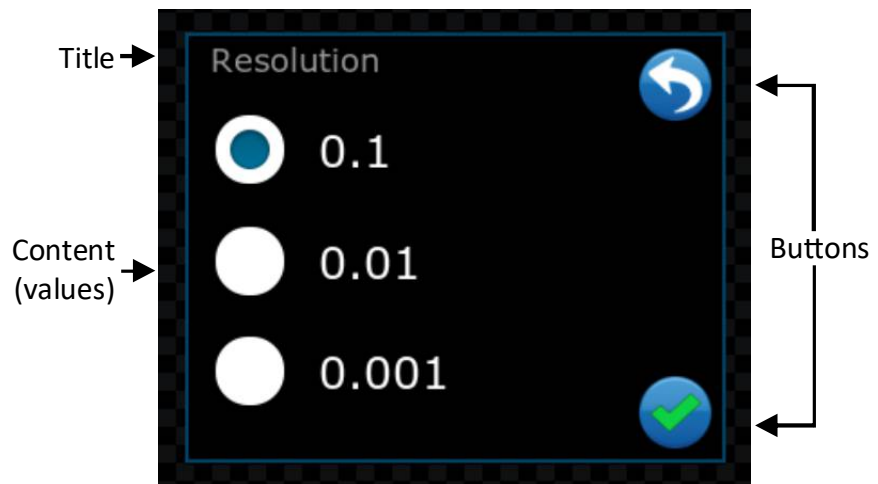 Title
Resolution
0.1
Content
(values)
0.01
Buttons
0.001